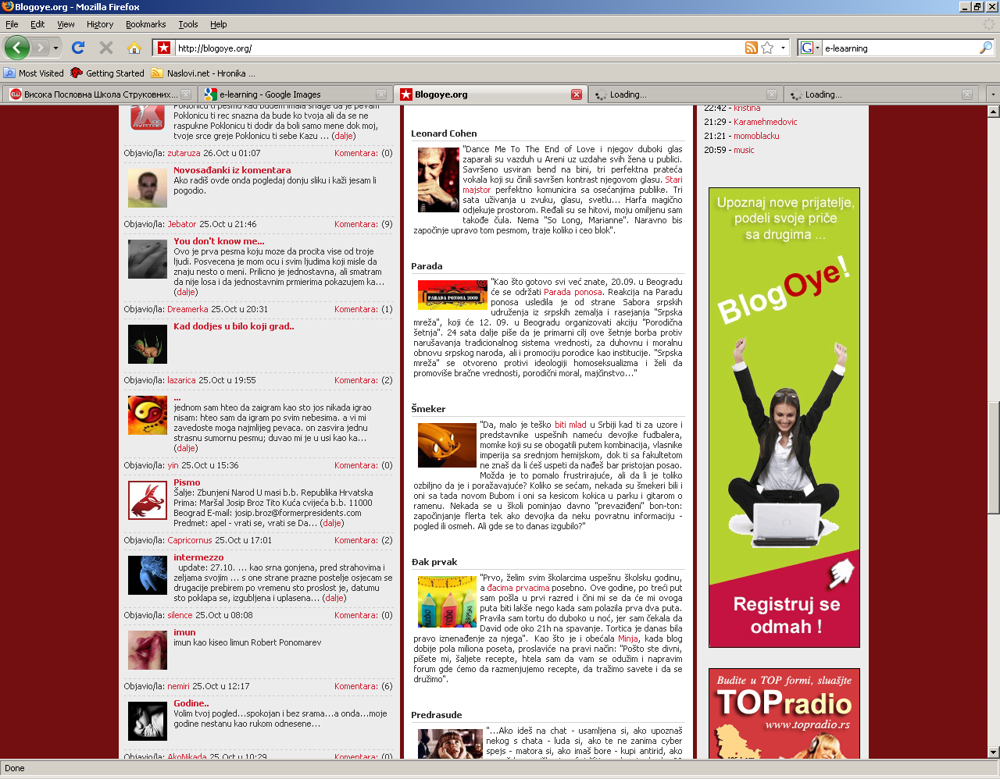 Blogoye.org - Mozilla Firefox
File Edit View History Bookmarks Tools Help
http://blogoye.org/
e-leaarning
Most Visited Getting Started Naslovi.net - Hronika ...
Висока Пословна Школа Струковних... e-learning - Google Images Blogoye.org Loading... Loading...
Poklonicu ti pesmu kad budem imala snage da je pevam
Poklonicu ti rec snazna da bude ko tvoja ali da se ne
raspukne Poklonicu ti dodir da boli samo mene dok moj,
tvoje srce greje Poklonicu ti sebe Kazu ... (dalje)
Objavio/la: zutaruza 26.Oct u 01:07 Komentara: (0)
Novosađanki iz komentara
Ako radiš ovde onda pogledaj donju sliku i kaži jesam li
pogodio.
Objavio/la: Jebator 25.Oct u 21:46 Komentara: (9)
You don't know me...
Ovo je prva pesma koju moze da procita vise od troje
ljudi. Posvecena je mom ocu i svim ljudima koji misle da
znaju nesto o meni. Prilicno je jednostavna, ali smatram
da nije losa i da jednostavnim prmierima pokazujem ka...
(dalje)
Objavio/la: Dreamerka 25.Oct u 20:31 Komentara: (1)
Kad dodjes u bilo koji grad..
Objavio/la: lazarica 25.Oct u 19:55 Komentara: (2)
...
jednom sam hteo da zaigram kao sto jos nikada igrao
nisam: hteo sam da igram po svim nebesima. a vi mi
zavedoste moga najmlijeg pevaca. on zasvira jednu
strasnu sumornu pesmu; duvao mi je u usi kao ka...
(dalje)
Objavio/la: yin 25.Oct u 15:36 Komentara: (0)
Pismo
Šalje: Zbunjeni Narod U masi b.b. Republika Hrvatska
Prima: Maršal Josip Broz Tito Kuća cvijeća b.b. 11000
Beograd E-mail: josip.broz@formerpresidents.com
Predmet: apel - vrati se, vrati se Da... (dalje)
Objavio/la: Capricornus 25.Oct u 17:01 Komentara: (2)
intermezzo
update: 27.10. ... kao srna gonjena, pred strahovima i
zeljama svojim ... s one strane prazne postelje osjecam se
drugacije prebirem po vremenu sto proslost je, datumu
sto poklapa se, izgubljena i uplasena... (dalje)
Objavio/la: silence 25.Oct u 08:08 Komentara: (0)
imun
imun kao kiseo limun Robert Ponomarev
Objavio/la: nemiri 25.Oct u 12:17 Komentara: (6)
Godine..
Volim tvoj pogled...spokojan i bez srama...a onda...moje
godine nestanu kao rukom odnesene...
Objavio/la: AkoNikada 25.Oct u 10:29 Komentara: (0)
Leonard Cohen
"Dance Me To The End of Love i njegov duboki glas
zaparali su vazduh u Areni uz uzdahe svih žena u publici.
Savršeno usviran bend na bini, tri perfektna prateća
vokala koji su činili savršen kontrast njegovom glasu. Stari
majstor perfektno komunicira sa osećanjima publike. Tri
sata uživanja u zvuku, glasu, svetlu... Harfa magično
odjekuje prostorom. Ređali su se hitovi, moju omiljenu sam
takođe čula. Nema "So Long, Marianne". Naravno bis
započinje upravo tom pesmom, traje koliko i ceo blok".
Parada
PARADA PONOSA 2009
"Kao što gotovo svi već znate, 20.09. u Beogradu
će se održati Parada ponosa. Reakcija na Paradu
ponosa usledila je od strane Sabora srpskih
udruženja iz srpskih zemalja i rasejanja "Srpska
mreža", koji će 12. 09. u Beogradu organizovati akciju "Porodična
šetnja". 24 sata dalje piše da je primarni cilj ove šetnje borba protiv
narušavanja tradicionalnog sistema vrednosti, za duhovnu i moralnu
obnovu srpskog naroda, ali i promociju porodice kao institucije. "Srpska
mreža" se otvoreno protivi ideologiji homoseksualizma i želi da
promoviše bračne vrednosti, porodični moral, majčinstvo..."
Šmeker
"Da, malo je teško biti mlad u Srbiji kad ti za uzore i
predstavnike uspešnih nameću devojke fudbalera,
momke koji su se obogatili putem kombinacija, vlasnike
imperija sa srednjom hemijskom, dok ti sa fakultetom
ne znaš da li ćeš uspeti da nađeš bar pristojan posao.
Možda je to pomalo frustrirajuće, ali da li je toliko
ozbiljno da je i poražavajuće? Koliko se sećam, nekada su šmekeri bili i
oni sa tada novom Bubom i oni sa kesicom kokica u parku i gitarom o
ramenu. Nekada se u školi pominjao davno "prevaziđeni" bon-ton:
započinjanje flerta tek ako devojka da neku povratnu informaciju -
pogled ili osmeh. Ali gde se to danas izgubilo?"
Đak prvak
"Prvo, želim svim školarcima uspešnu školsku godinu,
a đacima prvacima posebno. Ove godine, po treći put
sam pošla u prvi razred i čini mi se da će mi ovoga
puta biti lakše nego kada sam polazila prva dva puta.
Pravila sam tortu do duboko u noć, jer sam čekala da
David ode oko 21h na spavanje. Tortica je danas bila
pravo iznenađenje za njega". Kao što je i obećala Minja, kada blog
dobije pola miliona poseta, proslaviće na pravi način: "Pošto ste divni,
pišete mi, šaljete recepte, htela sam da vam se odužim i napravim
forum gde ćemo da razmenjujemo recepte, da tražimo savete i da se
družimo".
Predrasude
"...Ako ideš na chat - usamljena si, ako upoznaš
nekog s chata - luda si, ako te ne zanima cyber
spejs - matora si, ako imaš bore - kupi antirid, ako
22:42 - kristina
21:29 - Karamehmedovic
21:21 - momoblacku
20:59 - music
Upoznaj nove prijatelje,
podeli svoje priče
sa drugima ...
BlogOye!
Registruj se
odmah !
Budite u TOP formi, slušajte
TOPradio
www.topradio.rs
Done